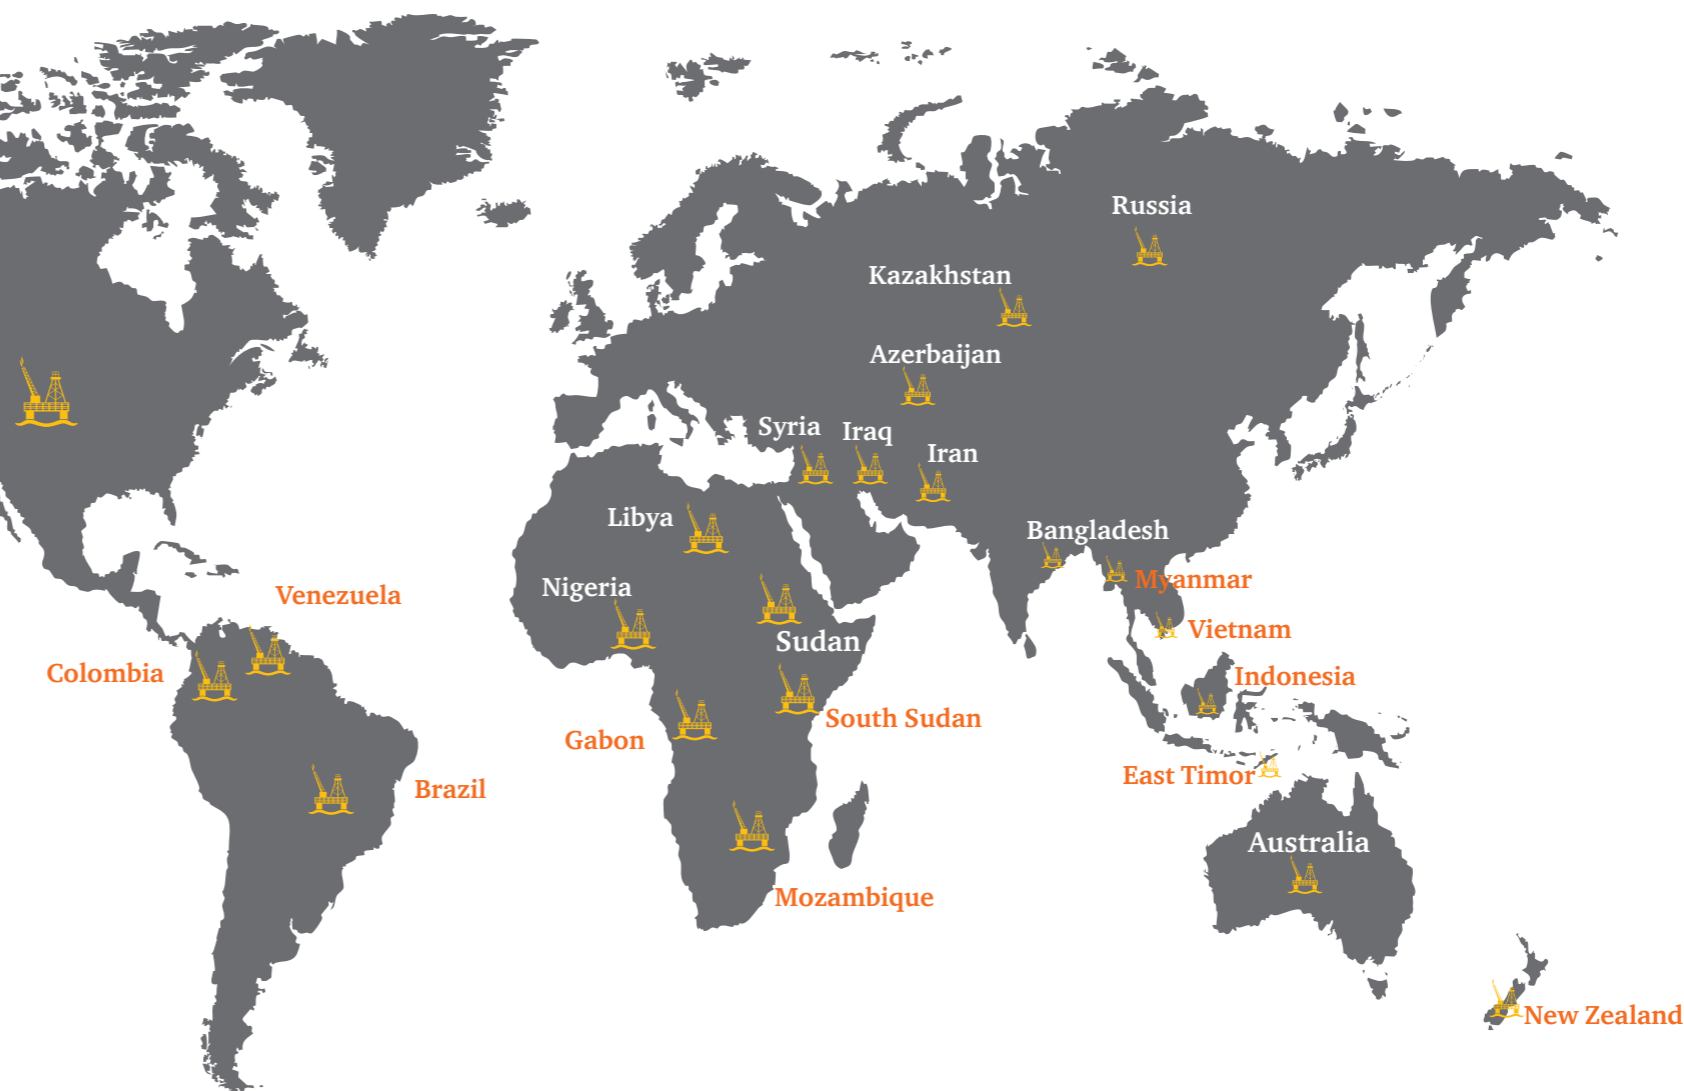 Russia
Kazakhstan
Azerbaijan
Syria
Iraq
Iran
Libya
Bangladesh
Myanmar
Nigeria
Venezuela
Vietnam
Sudan
Colombia
Indonesia
South Sudan
Gabon
East Timor
Brazil
Australia
Mozambique
New Zealand